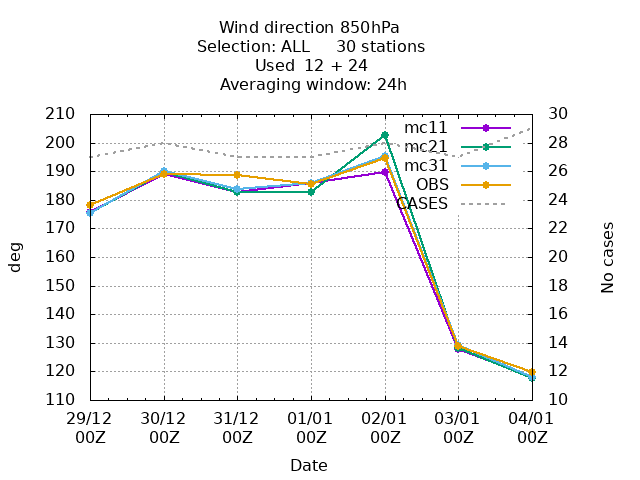 Wind direction 850hPa
Selection: ALL     30 stations
Used  12 + 24
Averaging window: 24h
210
200
190
180
170
160
150
140
130
120
110
deg
30
28
26
24
22
20
18
16
14
12
10
No cases
mc11
mc21
mc31
OBS
CASES
29/12 30/12 31/12 01/01 02/01 03/01 04/01
00Z 00Z 00Z 00Z 00Z 00Z 00Z
Date